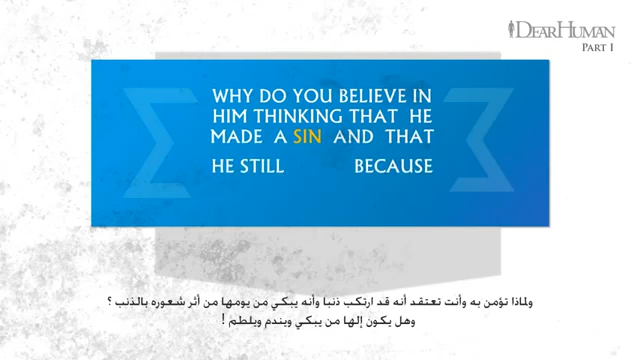 DEARHUMAN
PART I
WHY DO YOU BELIEVE IN
HIM THINKING THAT HE
MADE A SIN AND THAT
HE STILL BECAUSE
ولماذا تؤمن به وأنت تعتقد أنه قد ارتكب ذنبا وأنه يبكي من يومها من أثر شعوره بالذنب ؟
وهل يكون إلها من يبكي ويندم ويلطم !